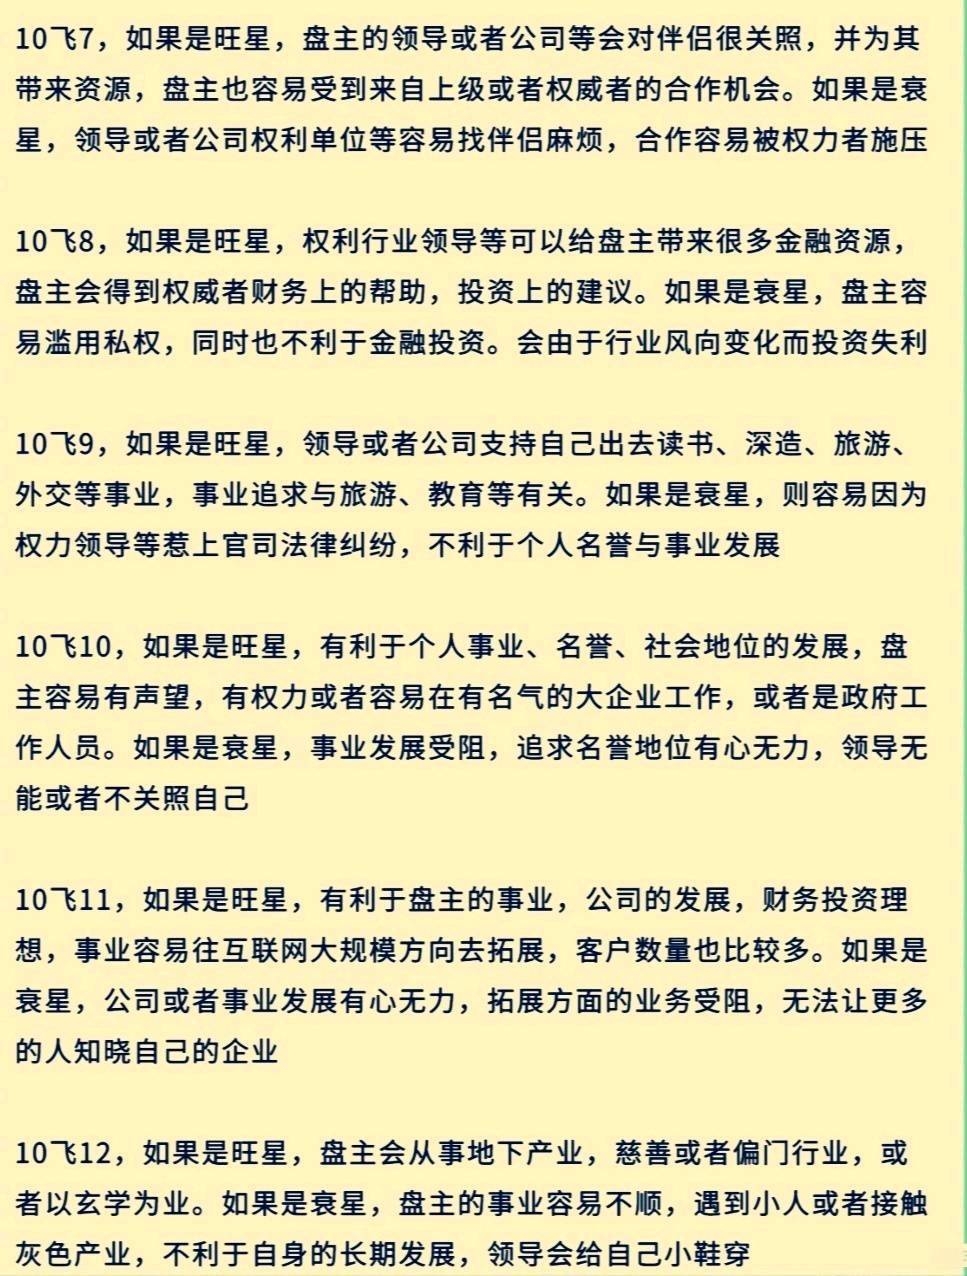 10飞7，如果是旺星，盘主的领导或者公司等会对伴侣很关照，并为其
带来资源，盘主也容易受到来自上级或者权威者的合作机会。如果是衰
星，领导或者公司权利单位等容易找伴侣麻烦，合作容易被权力者施压
10飞8，如果是旺星，权利行业领导等可以给盘主带来很多金融资源，
盘主会得到权威者财务上的帮助，投资上的建议。如果是衰星，盘主容
易滥用私权，同时也不利于金融投资。会由于行业风向变化而投资失利
10飞9，如果是旺星，领导或者公司支持自己出去读书、深造、旅游、
外交等事业，事业追求与旅游、教育等有关。如果是衰星，则容易因为
权力领导等惹上官司法律纠纷，不利于个人名誉与事业发展
10飞10，如果是旺星，有利于个人事业、名誉、社会地位的发展，盘
主容易有声望，有权力或者容易在有名气的大企业工作，或者是政府工
作人员。如果是衰星，事业发展受阻，追求名誉地位有心无力，领导无
能或者不关照自己
10飞11，如果是旺星，有利于盘主的事业，公司的发展，财务投资理
想，事业容易往互联网大规模方向去拓展，客户数量也比较多。如果是
衰星，公司或者事业发展有心无力，拓展方面的业务受阻，无法让更多
的人知晓自己的企业
10飞12，如果是旺星，盘主会从事地下产业，慈善或者偏门行业，或
者以玄学为业。如果是衰星，盘主的事业容易不顺，遇到小人或者接触
灰色产业，不利于自身的长期发展，领导会给自己小鞋穿